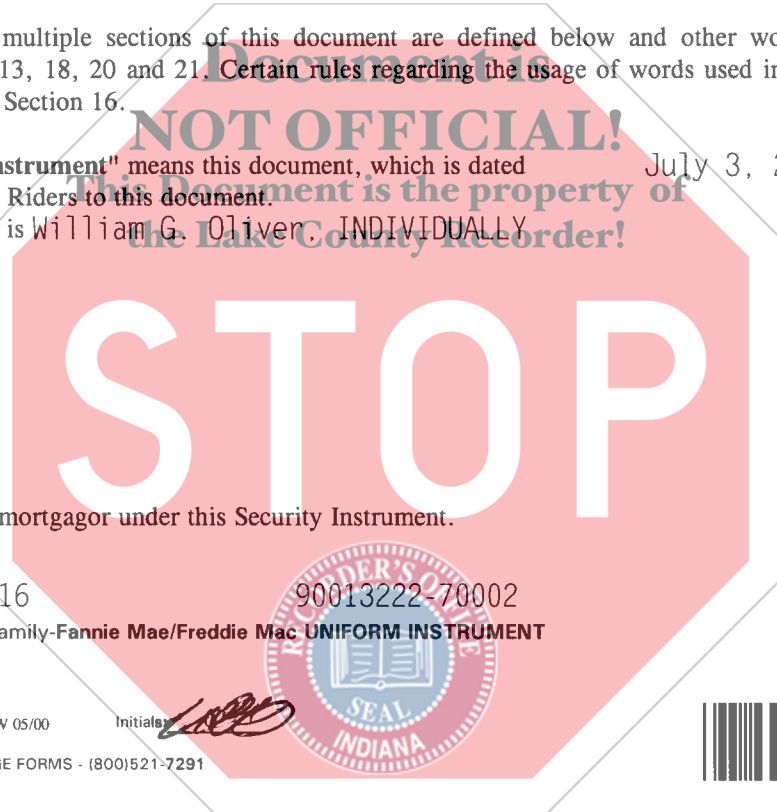 multiple sections of this document are defined below and other wo
13, 18, 20 and 21. Certain rules regarding the usage of words used in
Section 16.
Document is
NOT OFFICIAL!
This Document is the property of
the Lake County Recorder!
strument" means this document, which is dated July 3, 2
Riders to this document.
is William G. Oliver, INDIVIDUALLY
STOP
mortgagor under this Security Instrument.
16 90013222-70002
amily-Fannie Mae/Freddie Mac UNIFORM INSTRUMENT
RECORDER'S OFFICE
SEAL
INDIANA
W 05/00 Initials:
GE FORMS - (800)521-7291